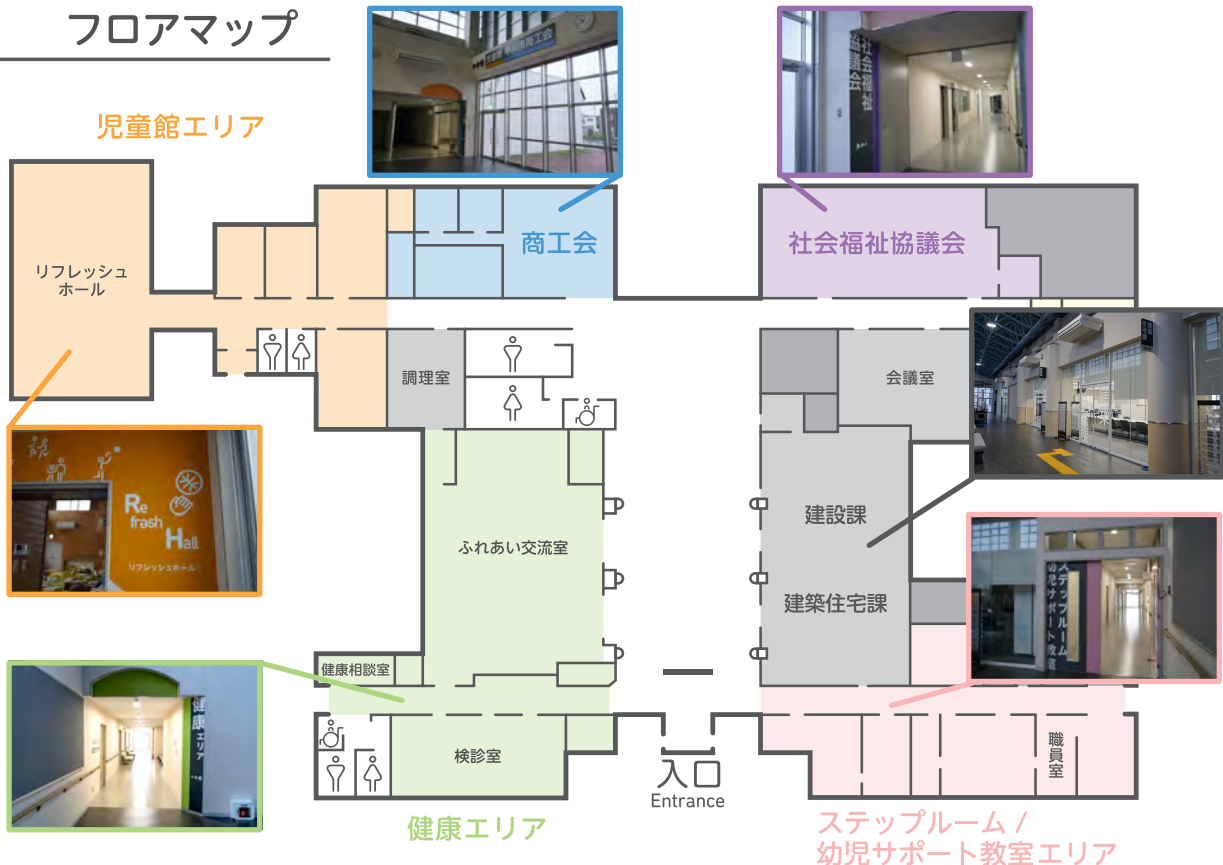 フロアマップ
児童館エリア
商工会
社会福祉協議会
社会福祉
協議会
リフレッシュ
ホール
調理室
会議室
Re
frash
Hall
リフレッシュホール
建設課
ふれあい交流室
建築住宅課
ステップルーム
幼児サポート教室
健康相談室
健康エリア
検診室
職員室
入口
Entrance
健康エリア
ステップルーム /
幼児サポート教室エリア